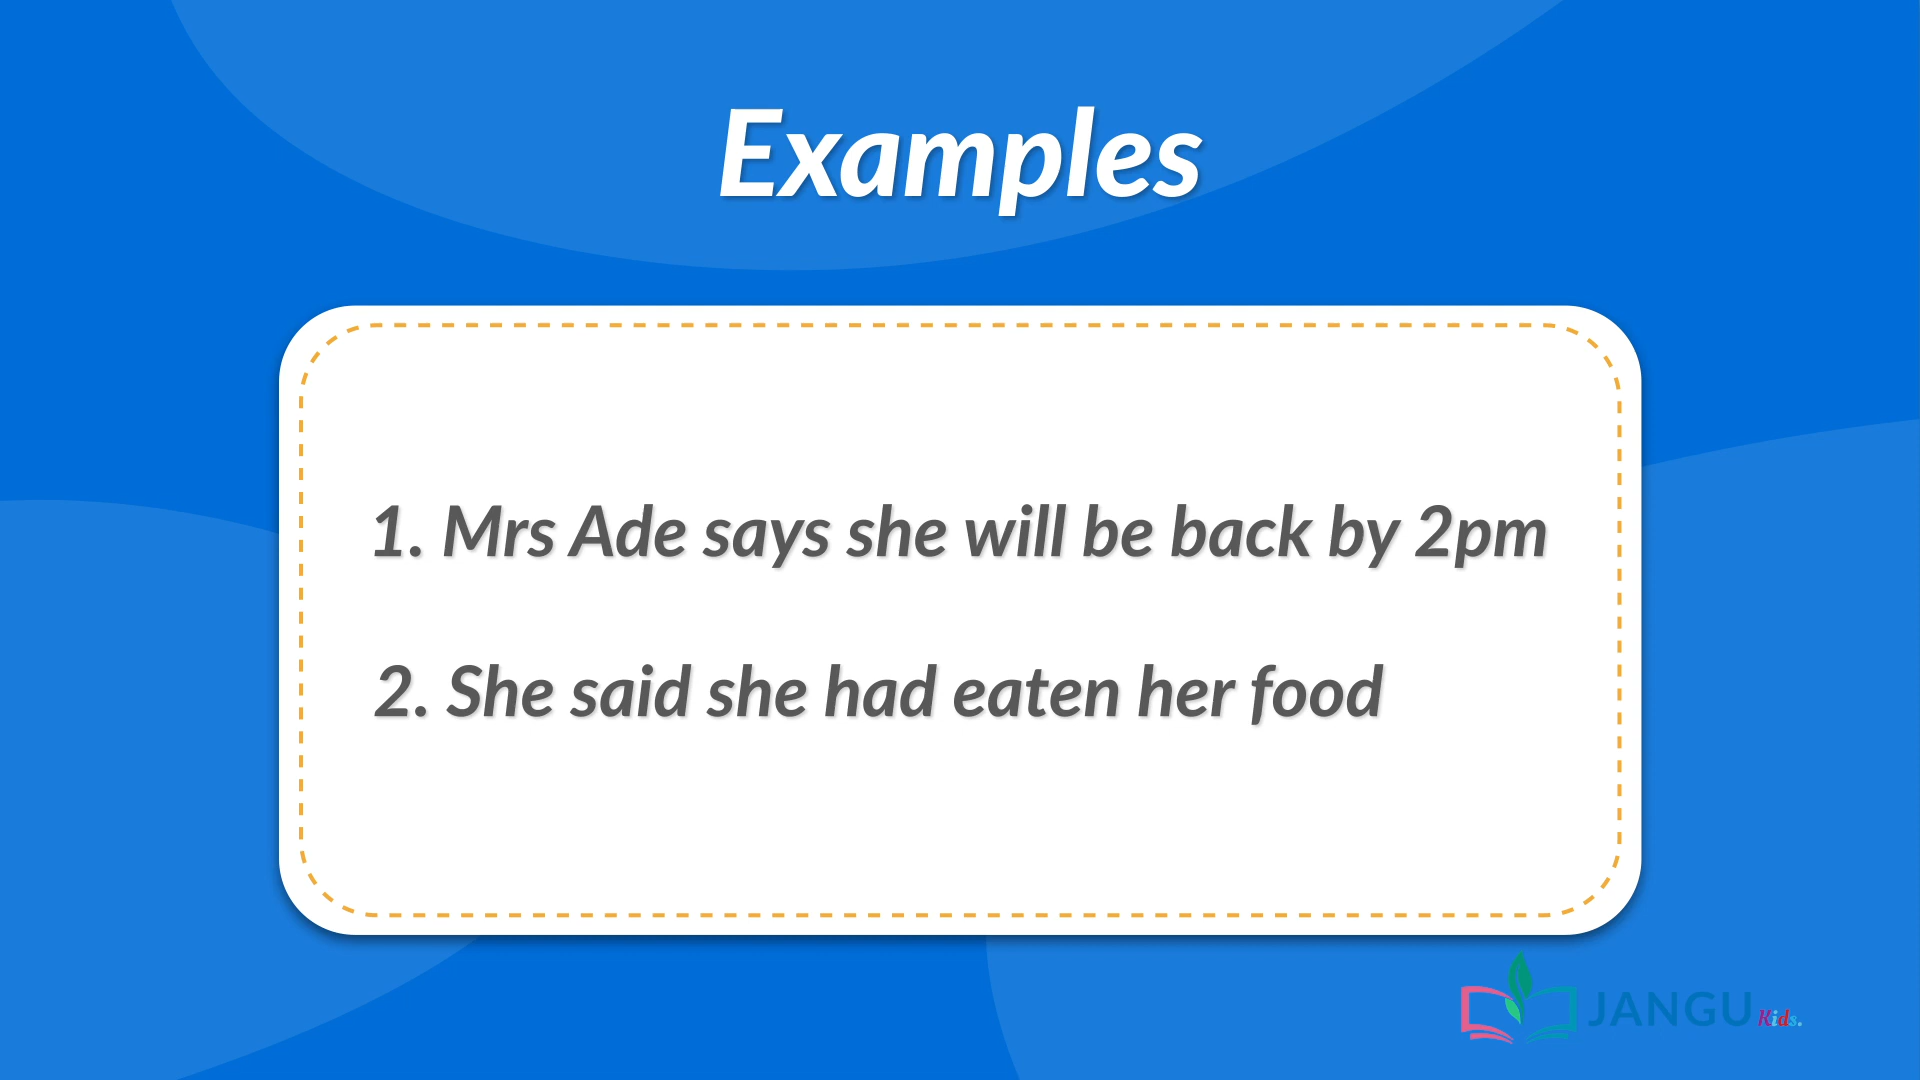 Examples
1. Mrs Ade says she will be back by 2pm
2. She said she had eaten her food
JANGU Kids.